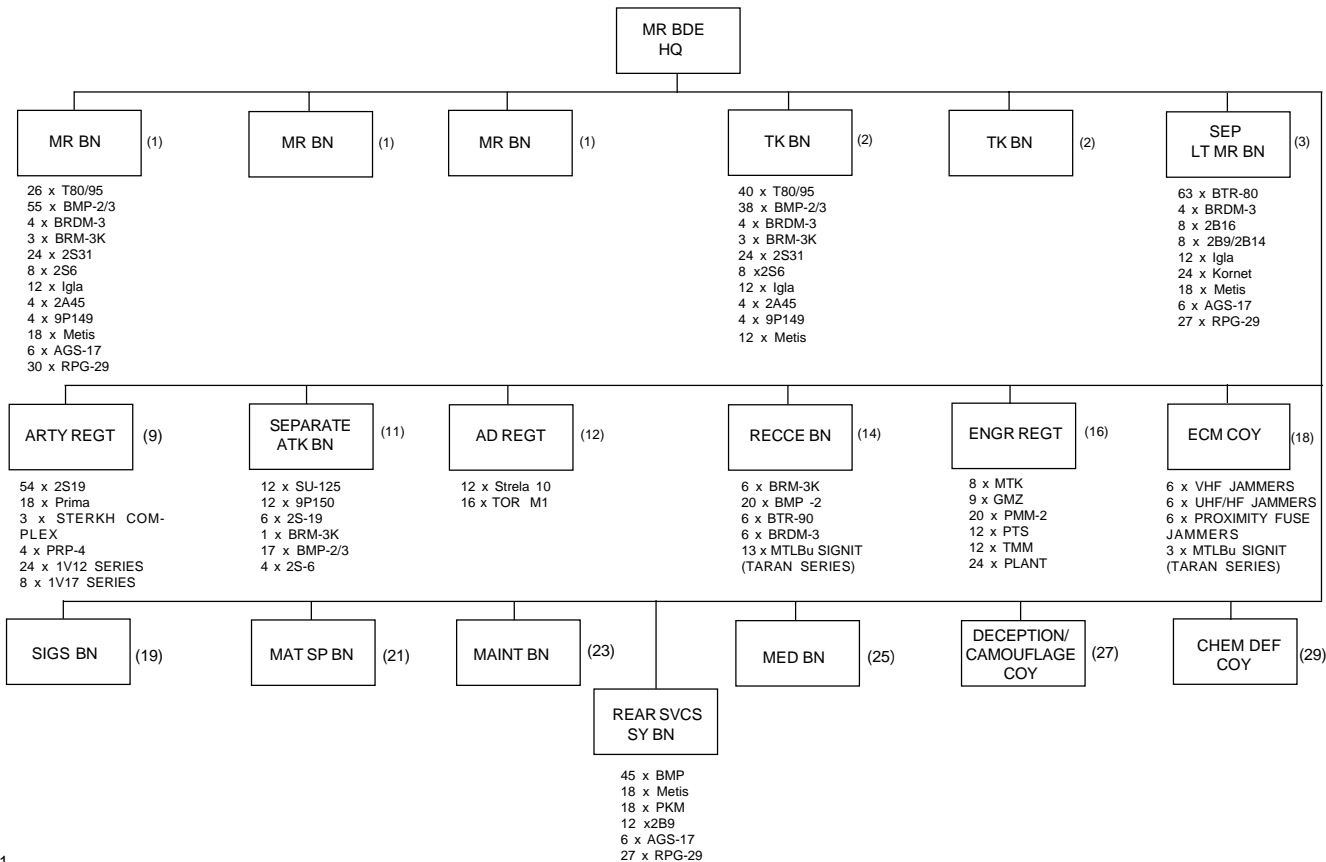 MR BDE
HQ
MR BN
(1)
MR BN
(1)
MR BN
(1)
TK BN
(2)
TK BN
(2)
SEP
LT MR BN
(3)
26 x T80/95
55 x BMP-2/3
4 x BRDM-3
3 x BRM-3K
24 x 2S31
8 x 2S6
12 x Igla
4 x 2A45
4 x 9P149
18 x Metis
6 x AGS-17
30 x RPG-29
40 x T80/95
38 x BMP-2/3
4 x BRDM-3
3 x BRM-3K
24 x 2S31
8 x2S6
12 x Igla
4 x 2A45
4 x 9P149
12 x Metis
63 x BTR-80
4 x BRDM-3
8 x 2B16
8 x 2B9/2B14
12 x Igla
24 x Kornet
18 x Metis
6 x AGS-17
27 x RPG-29
ARTY REGT
(9)
SEPARATE
ATK BN
(11)
AD REGT
(12)
RECCE BN
(14)
ENGR REGT
(16)
ECM COY
(18)
54 x 2S19
18 x Prima
3 x STERKH COM-
PLEX
4 x PRP-4
24 x 1V12 SERIES
8 x 1V17 SERIES
12 x SU-125
12 x 9P150
6 x 2S-19
1 x BRM-3K
17 x BMP-2/3
4 x 2S-6
12 x Strela 10
16 x TOR M1
6 x BRM-3K
20 x BMP -2
6 x BTR-90
6 x BRDM-3
13 x MTLBu SIGNIT
(TARAN SERIES)
8 x MTK
9 x GMZ
20 x PMM-2
12 x PTS
12 x TMM
24 x PLANT
6 x VHF JAMMERS
6 x UHF/HF JAMMERS
6 x PROXIMITY FUSE
JAMMERS
3 x MTLBu SIGNIT
(TARAN SERIES)
SIGS BN
(19)
MAT SP BN
(21)
MAINT BN
(23)
MED BN
(25)
DECEPTION/
CAMOUFLAGE
COY
(27)
CHEM DEF
COY
(29)
REAR SVCS
SY BN
45 x BMP
18 x Metis
18 x PKM
12 x2B9
6 x AGS-17
27 x RPG-29